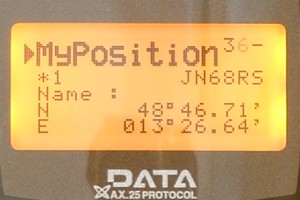 ▶MyPosition 36-
*1 JN68RS
Name :
N 48°46.71'
E 013°26.64'
DATA
AX.25 PROTOCOL